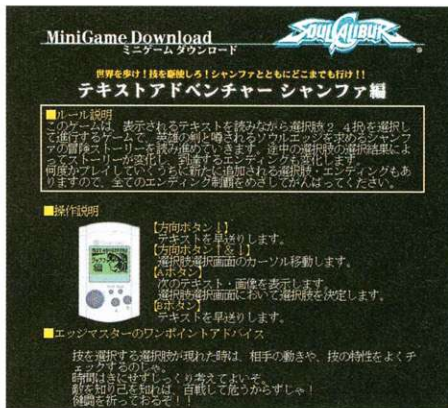 MiniGame Download
ミニゲーム ダウンロード
SOULCALIBUR
世界を歩け!技を駆使しろ!シャンファとともにどこまでも行け!!
テキストアドベンチャー シャンファ編
■ルール説明
このゲームは、表示されるテキストを読みながら選択肢2、4択を選択し
て進行するゲームで、英雄の剣と噂されるソウルエッジを求めるシャンフ
ァの冒険ストーリーを読み進めていきます。途中の選択肢の選択結果によ
ってストーリーが変化し、到達するエンディングも変化します。
何度かプレイしていくうちに新たに追加される選択肢・エンディングもあ
りますので、全てのエンディング制覇をめざしてがんばってください。
■操作説明
【方向ボタン↓】
テキストを早送りします。
【方向ボタン↑&↓】
選択肢選択画面のカーソル移動します。
【Aボタン】
次のテキスト・画像を表示します。
選択肢選択画面において選択肢を決定します。
【Bボタン】
テキストを早送りします。
■エッジマスターのワンポイントアドバイス
技を選択する選択肢が現れた時は、相手の動きや、技の特性をよくチ
ェックするのじゃ。
時間はきにせずじっくり考えてよいぞ。
敵を知り己を知れば、百戦して危うからずじゃ!
健闘を祈っておるぞ!!